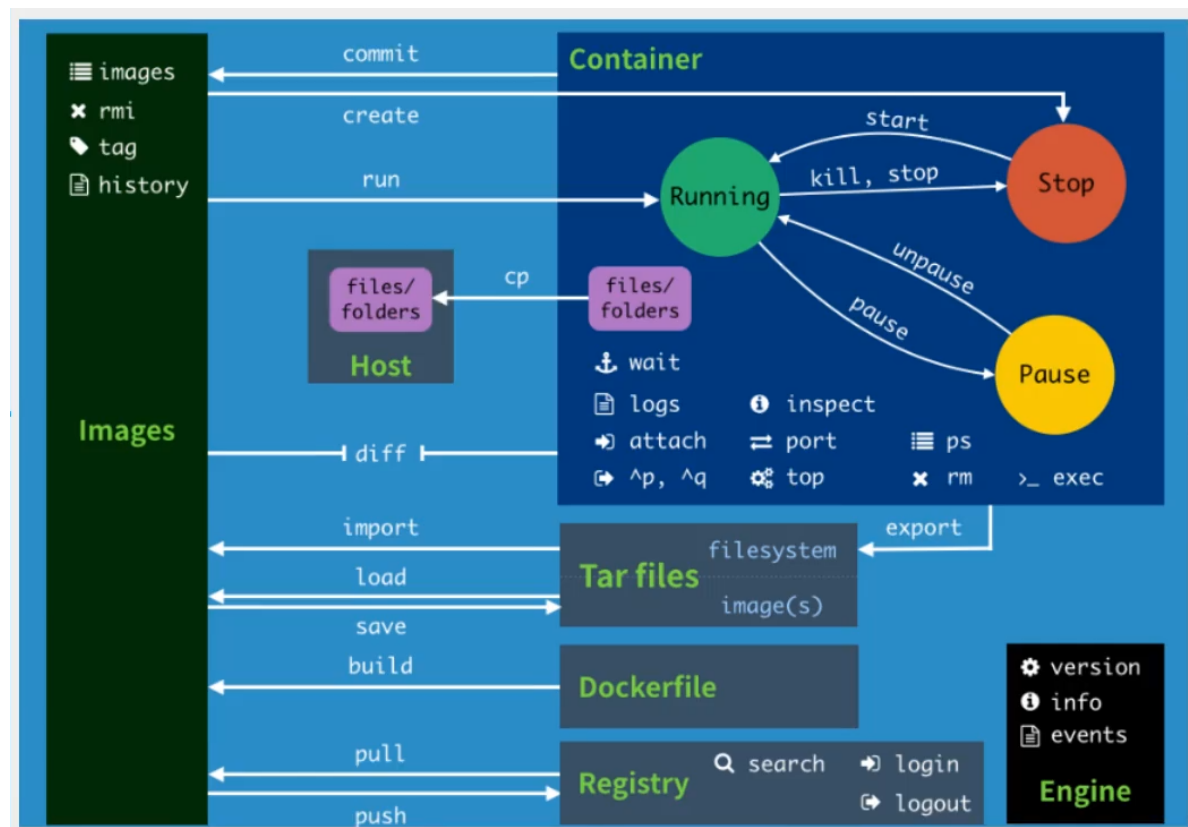 images
rmi
tag
history
Images
commit
create
run
Container
start
kill, stop
Running
Stop
unpause
pause
Pause
files/
folders
Host
cp
files/
folders
wait
logs
inspect
attach
port
ps
^p, ^q
top
rm
>_ exec
diff
import
export
filesystem
Tar files
image(s)
load
save
build
Dockerfile
pull
push
Registry
search
login
logout
version
info
events
Engine